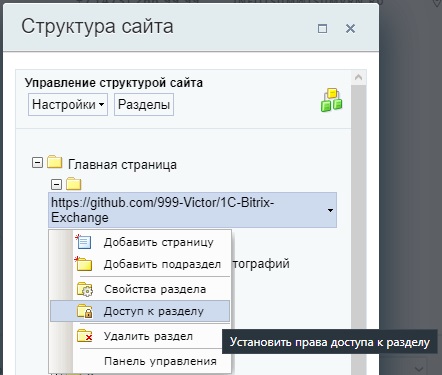 Структура сайта
Управление структурой сайта
Настройки Разделы
Главная страница
https://github.com/999-Victor/1C-Bitrix-
Exchange
Добавить страницу
Добавить подраздел тографий
Свойства раздела
Доступ к разделу
Установить права доступа к разделу
Удалить раздел
Панель управления